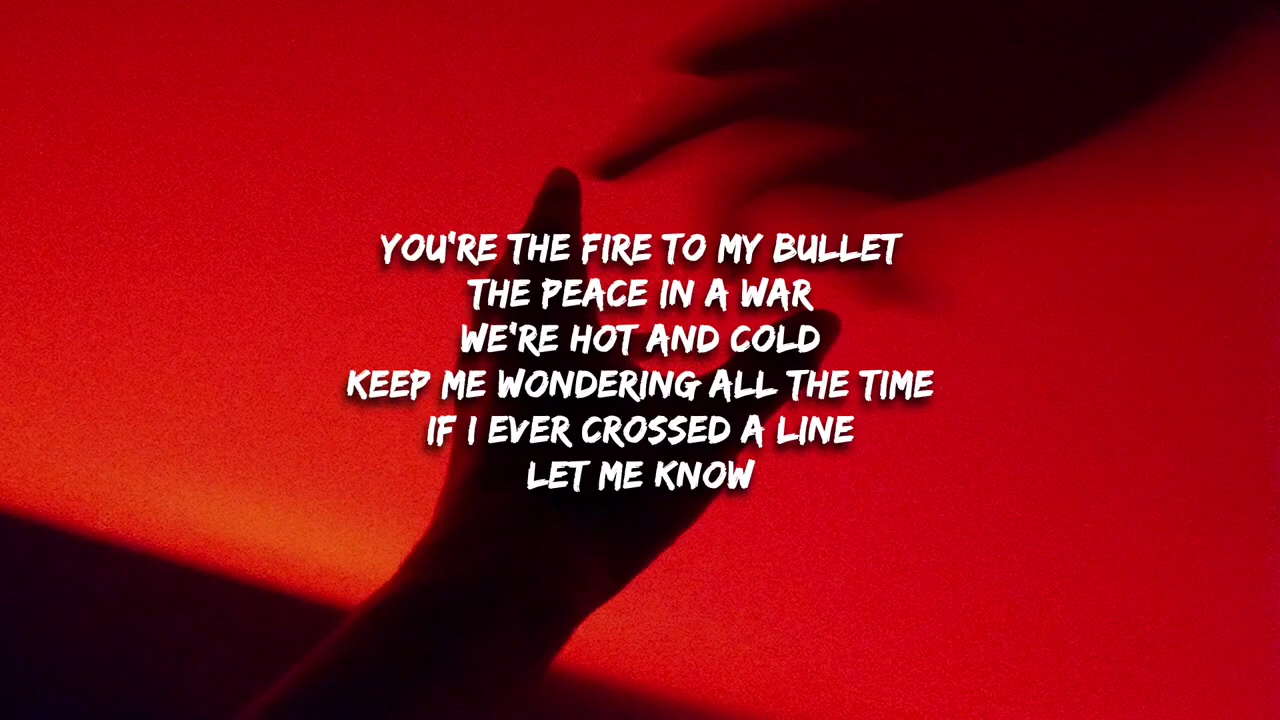 YOU'RE THE FIRE TO MY BULLET
THE PEACE IN A WAR
WE'RE HOT AND COLD
KEEP ME WONDERING ALL THE TIME
IF I EVER CROSSED A LINE
LET ME KNOW